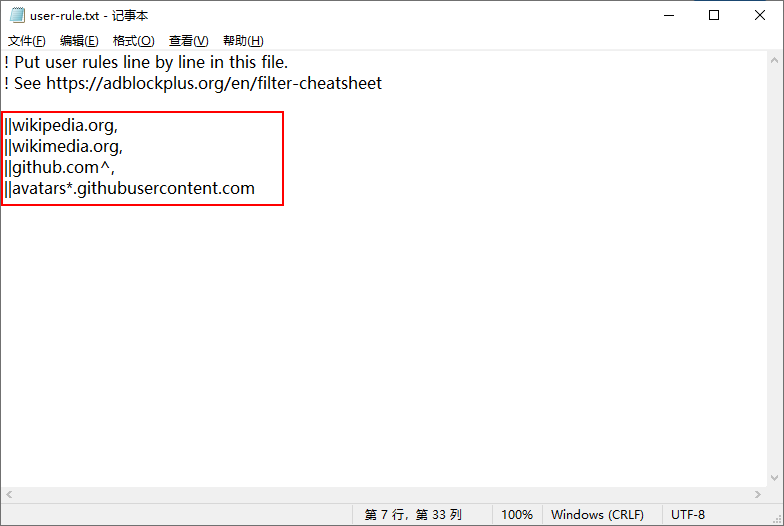 user-rule.txt - 记事本
文件(F) 编辑(E) 格式(O) 查看(V) 帮助(H)
! Put user rules line by line in this file.
! See https://adblockplus.org/en/filter-cheatsheet
||wikipedia.org,
||wikimedia.org,
||github.com^,
||avatars*.githubusercontent.com
第 7 行，第 33 列 100% Windows (CRLF) UTF-8